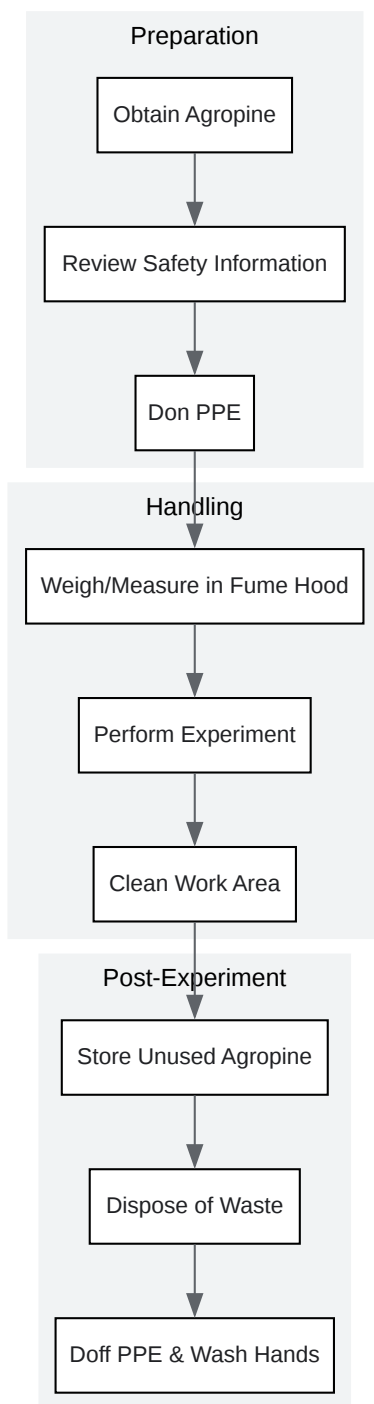 Preparation
Obtain Agropine
Review Safety Information
Don PPE
Handling
Weigh/Measure in Fume Hood
Perform Experiment
Clean Work Area
Post-Experiment
Store Unused Agropine
Dispose of Waste
Doff PPE & Wash Hands